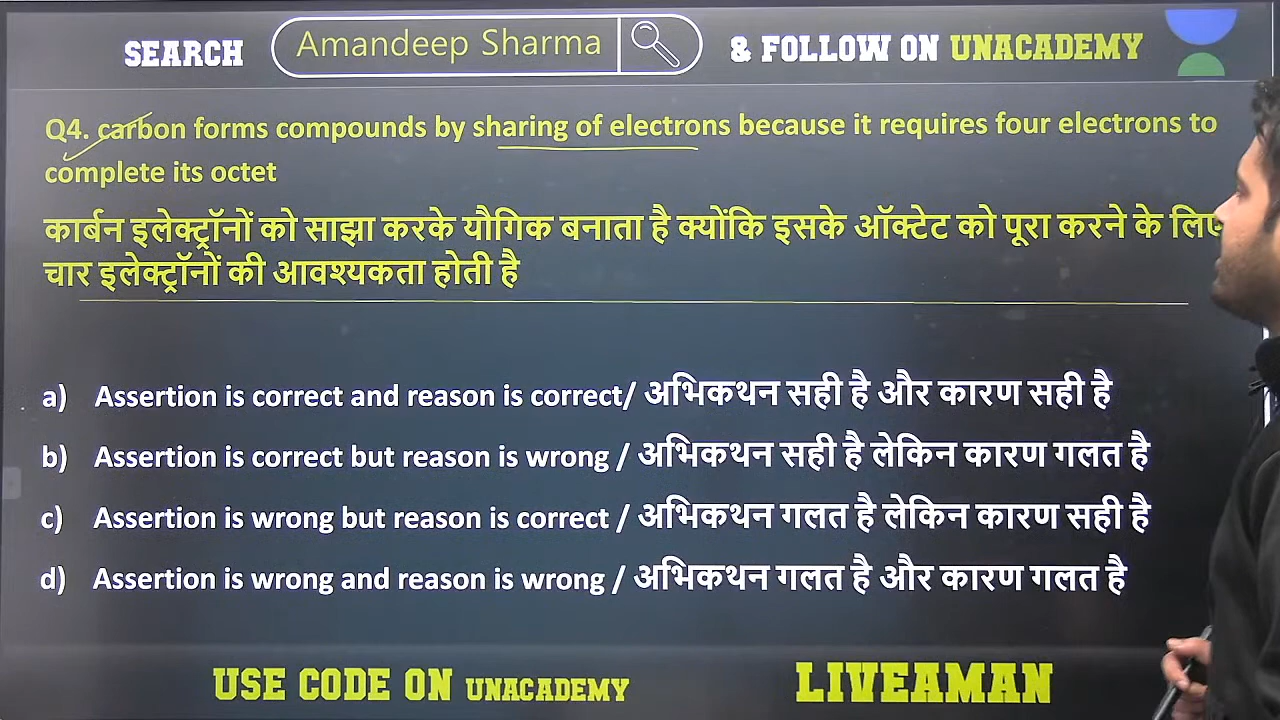 SEARCH Amandeep Sharma & FOLLOW ON UNACADEMY
Q4. carbon forms compounds by sharing of electrons because it requires four electrons to
complete its octet
कार्बन इलेक्ट्रॉनों को साझा करके यौगिक बनाता है क्योंकि इसके ऑक्टेट को पूरा करने के लिए
चार इलेक्ट्रॉनों की आवश्यकता होती है
a) Assertion is correct and reason is correct/ अभिकथन सही है और कारण सही है
b) Assertion is correct but reason is wrong / अभिकथन सही है लेकिन कारण गलत है
c) Assertion is wrong but reason is correct / अभिकथन गलत है लेकिन कारण सही है
d) Assertion is wrong and reason is wrong / अभिकथन गलत है और कारण गलत है
USE CODE ON UNACADEMY LIVEAMAN